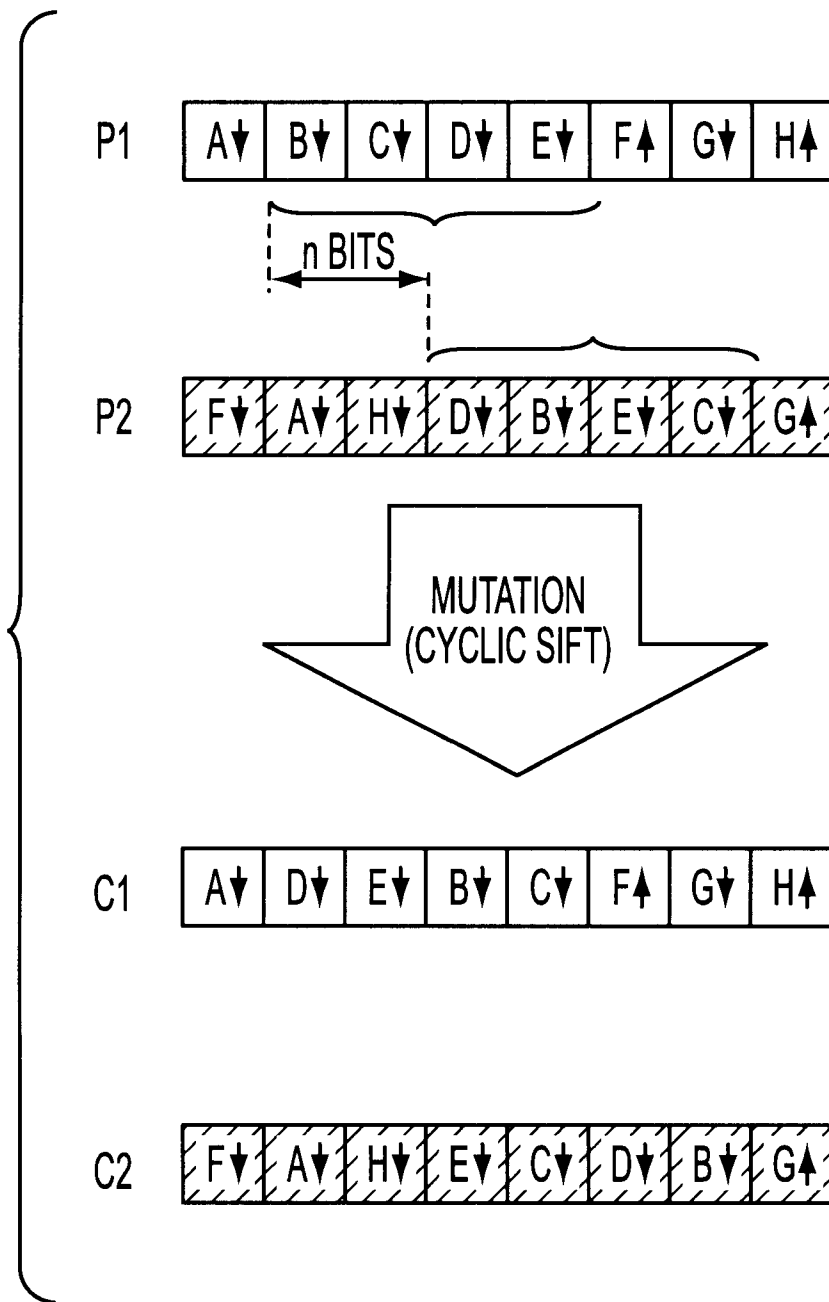 P1 A↓ B↓ C↓ D↓ E↓ F↑ G↓ H↑
n BITS
P2 F↓ A↓ H↓ D↓ B↓ E↓ C↓ G↑
MUTATION
(CYCLIC SIFT)
C1 A↓ D↓ E↓ B↓ C↓ F↑ G↓ H↑
C2 F↓ A↓ H↓ E↓ C↓ D↓ B↓ G↑